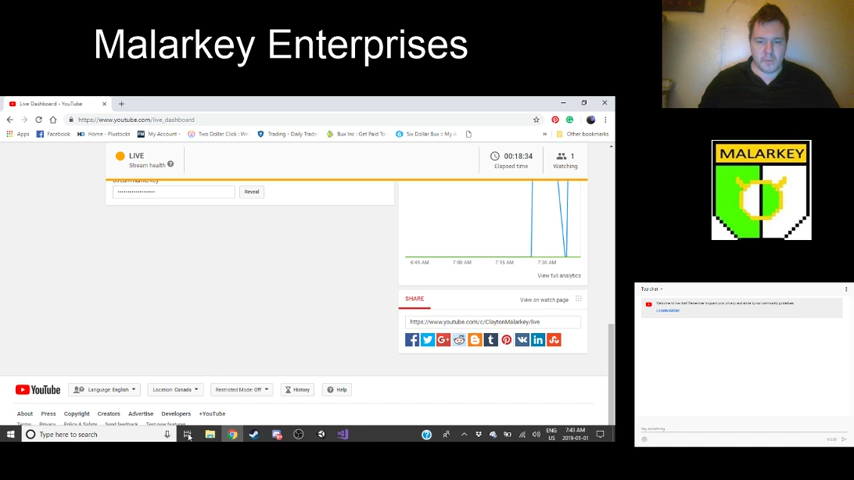 Malarkey Enterprises
Live Dashboard - YouTube
https://www.youtube.com/live_dashboard
Apps
Facebook
Home - Plustocks
My Account
Two Dollar Click : We
Trading - Daily Trade
Bux Inc : Get Paid To
Six Dollar Bux :: My A
Other bookmarks
LIVE
Stream health
00:18:34
Elapsed time
1
Watching
Reveal
6:45 AM
7:00 AM
7:15 AM
7:30 AM
View full analytics
SHARE
View on watch page
https://www.youtube.com/c/ClaytonMalarkey/live
YouTube
Language: English
Location: Canada
Restricted Mode: Off
History
Help
About
Press
Copyright
Creators
Advertise
Developers
+YouTube
Type here to search
ENG
US
7:43 AM
2019-01-01
MALARKEY
Top chat